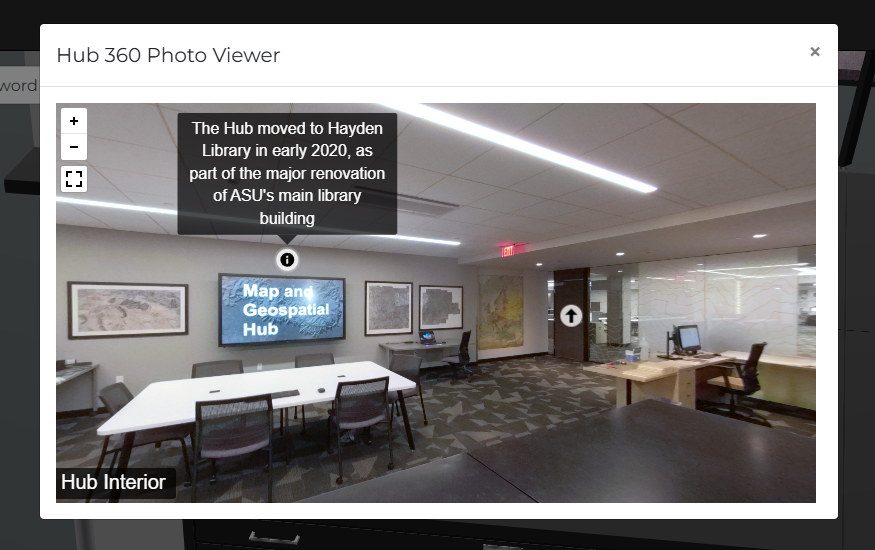 Hub 360 Photo Viewer
×
word
+
−
The Hub moved to Hayden
Library in early 2020, as
part of the major renovation
of ASU's main library
building
EXIT
Map and
Geospatial
Hub
Hub Interior